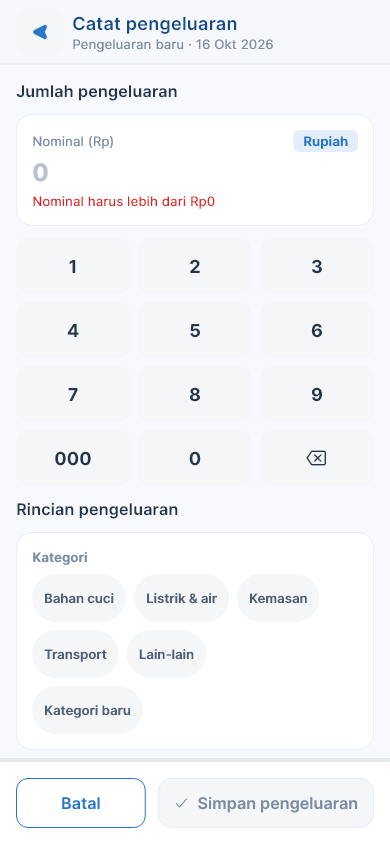 Catat pengeluaran
Pengeluaran baru · 16 Okt 2026
Jumlah pengeluaran
Nominal (Rp)
Rupiah
0
Nominal harus lebih dari Rp0
1 2 3
4 5 6
7 8 9
000 0
Rincian pengeluaran
Kategori
Bahan cuci Listrik & air Kemasan
Transport Lain-lain
Kategori baru
Batal Simpan pengeluaran